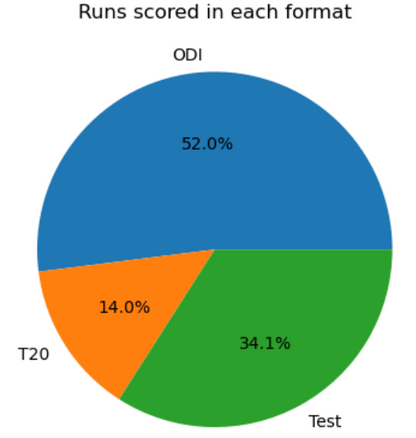 Runs scored in each format
ODI
52.0%
14.0%
34.1%
T20
Test